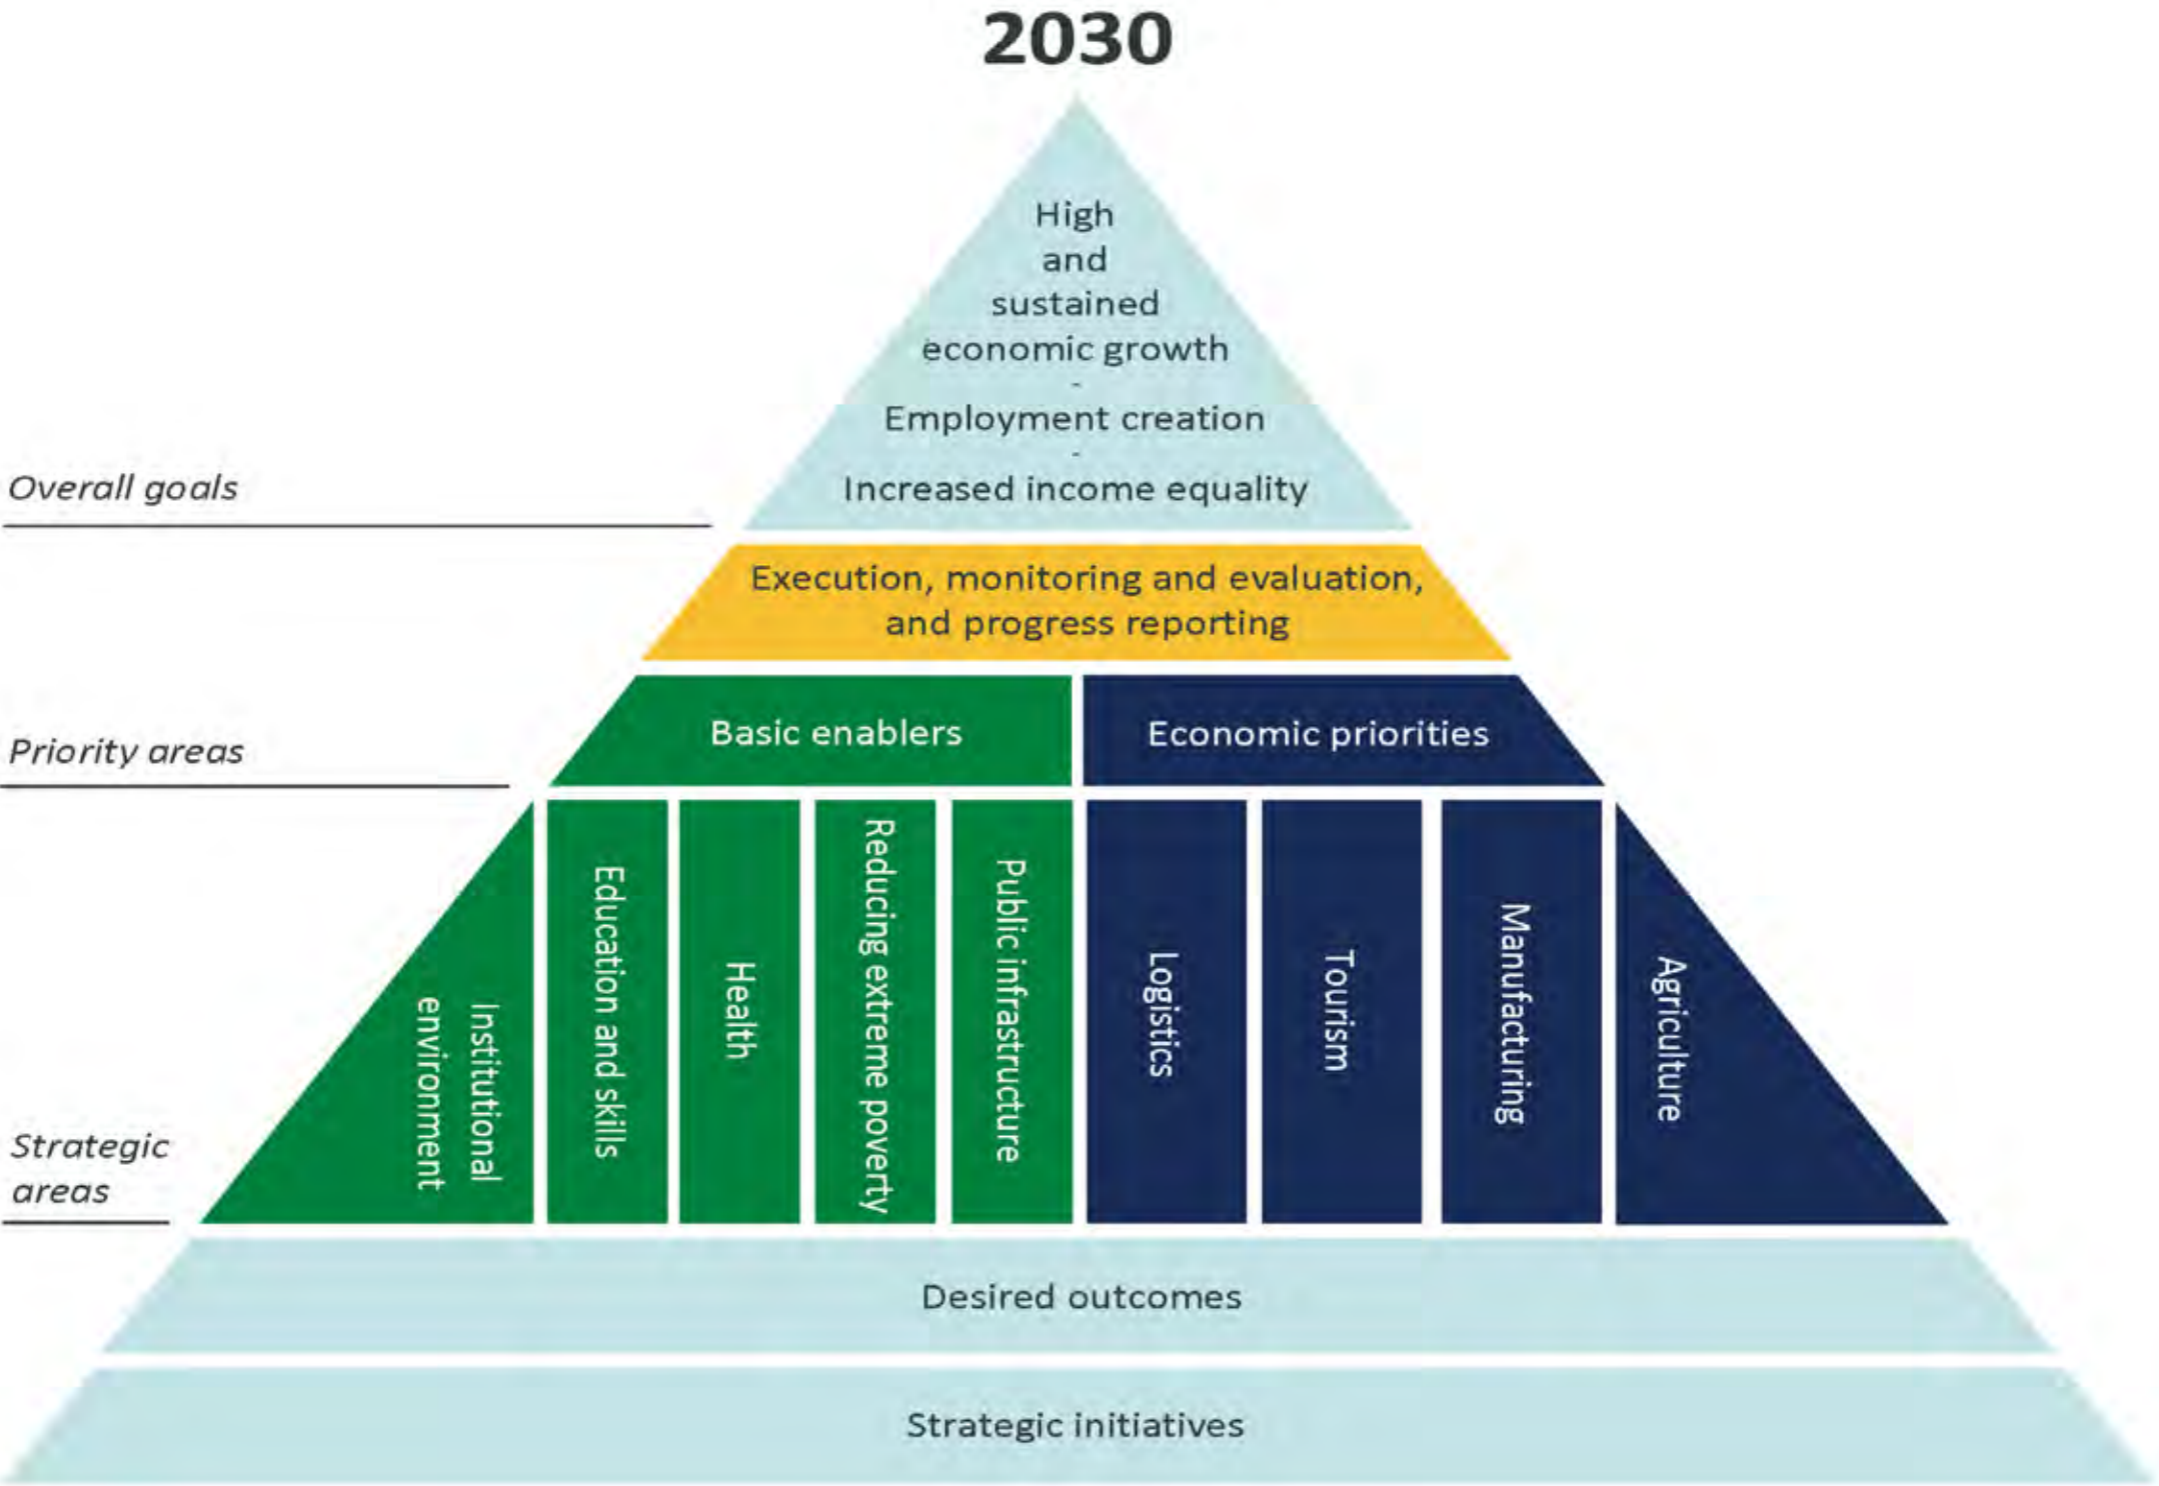 2030
High
and
sustained
economic growth
-
Employment creation
-
Increased income equality
Overall goals
Execution, monitoring and evaluation,
and progress reporting
Basic enablers
Economic priorities
Priority areas
Institutional
environment
Education and skills
Health
Reducing extreme poverty
Public infrastructure
Logistics
Tourism
Manufacturing
Agriculture
Strategic
areas
Desired outcomes
Strategic initiatives